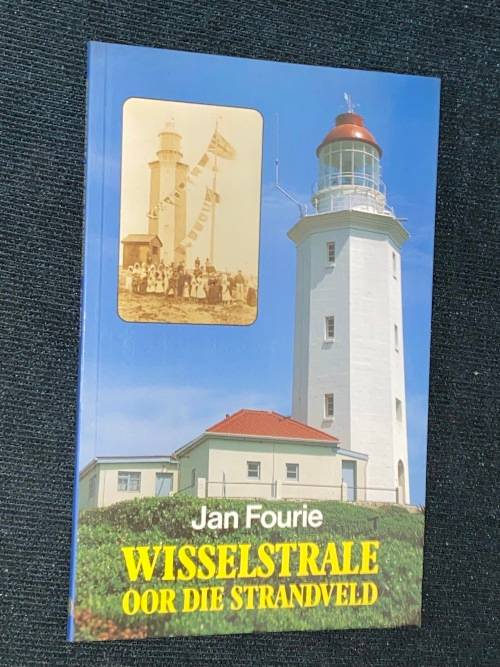 Jan Fourie
WISSELSTRALE
OOR DIE STRANDVELD